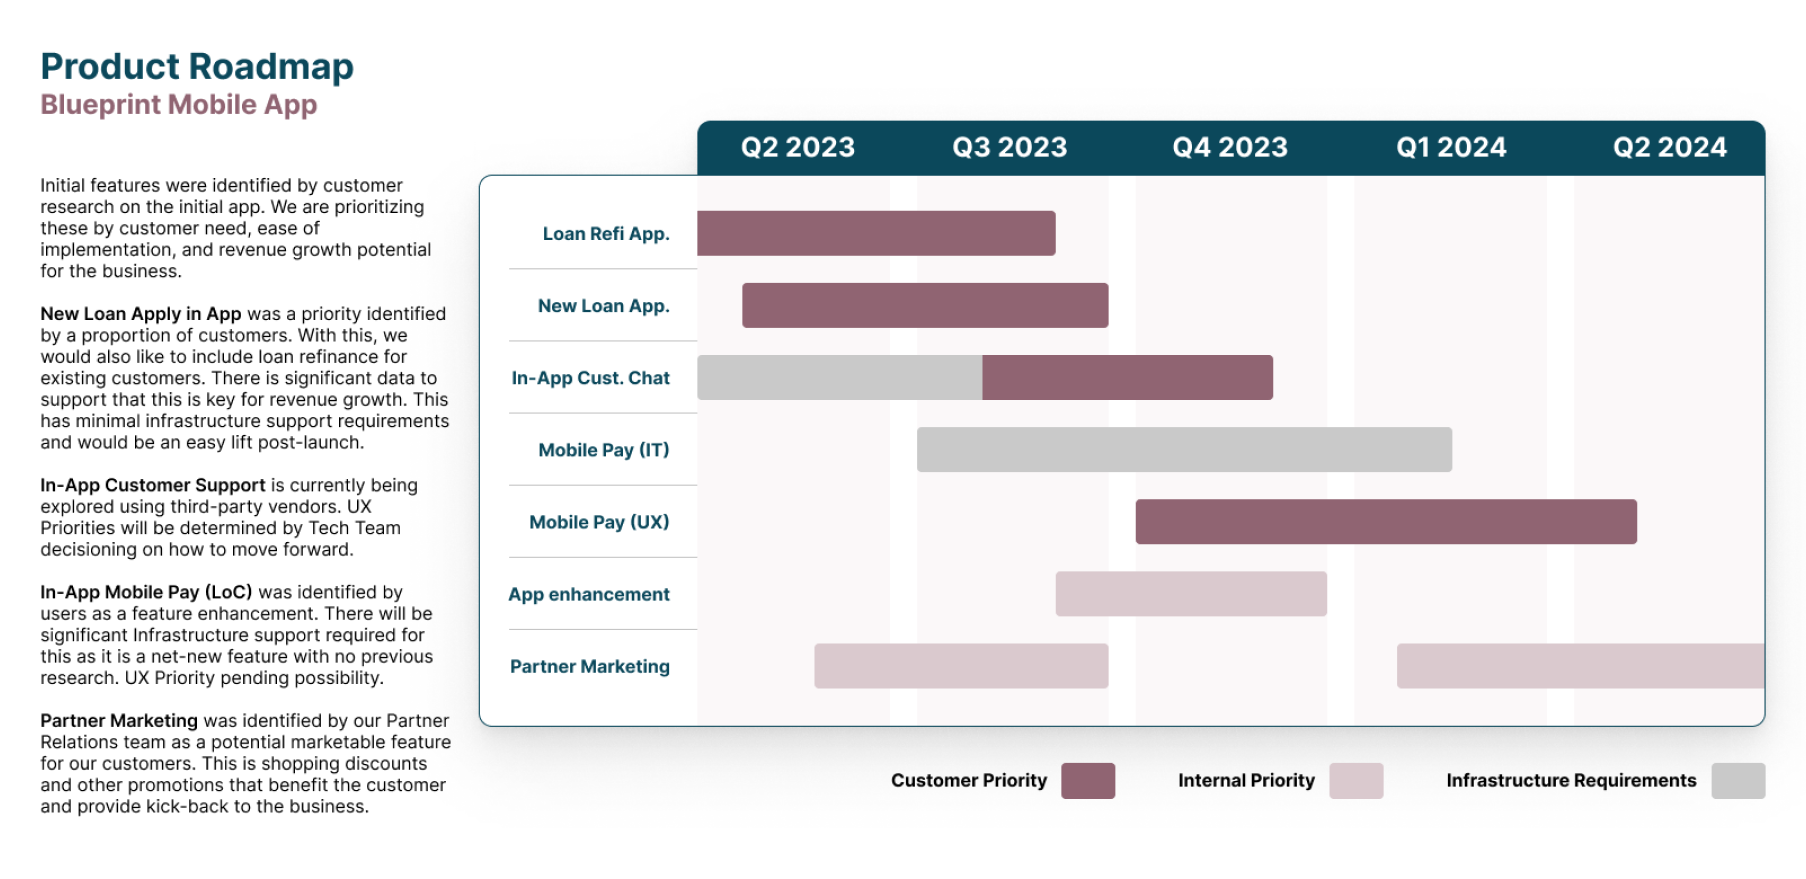 Product Roadmap
Blueprint Mobile App
Initial features were identified by customer
research on the initial app. We are prioritizing
these by customer need, ease of
implementation, and revenue growth potential
for the business.
New Loan Apply in App was a priority identified
by a proportion of customers. With this, we
would also like to include loan refinance for
existing customers. There is significant data to
support that this is key for revenue growth. This
has minimal infrastructure support requirements
and would be an easy lift post-launch.
In-App Customer Support is currently being
explored using third-party vendors. UX
Priorities will be determined by Tech Team
decisioning on how to move forward.
In-App Mobile Pay (LoC) was identified by
users as a feature enhancement. There will be
significant Infrastructure support required for
this as it is a net-new feature with no previous
research. UX Priority pending possibility.
Partner Marketing was identified by our Partner
Relations team as a potential marketable feature
for our customers. This is shopping discounts
and other promotions that benefit the customer
and provide kick-back to the business.
Q2 2023 Q3 2023 Q4 2023 Q1 2024 Q2 2024
Loan Refi App.
New Loan App.
In-App Cust. Chat
Mobile Pay (IT)
Mobile Pay (UX)
App enhancement
Partner Marketing
Customer Priority Internal Priority Infrastructure Requirements